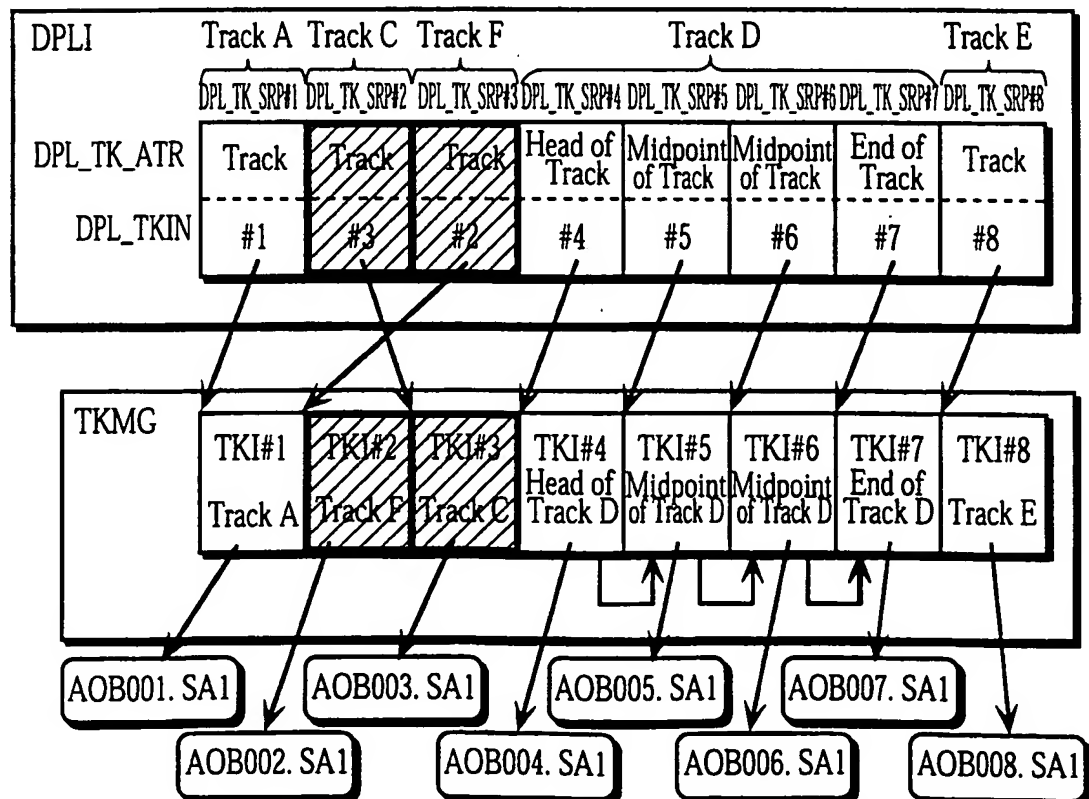 DPLI
Track A Track C Track F Track D Track E
DPL_TK_SRP#1 DPL_TK_SRP#2 DPL_TK_SRP#3 DPL_TK_SRP#4 DPL_TK_SRP#5 DPL_TK_SRP#6 DPL_TK_SRP#7 DPL_TK_SRP#8
DPL_TK_ATR Track Track Track Head of Track Midpoint of Track Midpoint of Track End of Track Track
DPL_TKIN #1 #3 #2 #4 #5 #6 #7 #8
TKMG
TKI#1 TKI#2 TKI#3 TKI#4 TKI#5 TKI#6 TKI#7 TKI#8
Track A Track F Track C Head of Track D Midpoint of Track D Midpoint of Track D End of Track D Track E
AOB001. SA1 AOB003. SA1 AOB005. SA1 AOB007. SA1
AOB002. SA1 AOB004. SA1 AOB006. SA1 AOB008. SA1